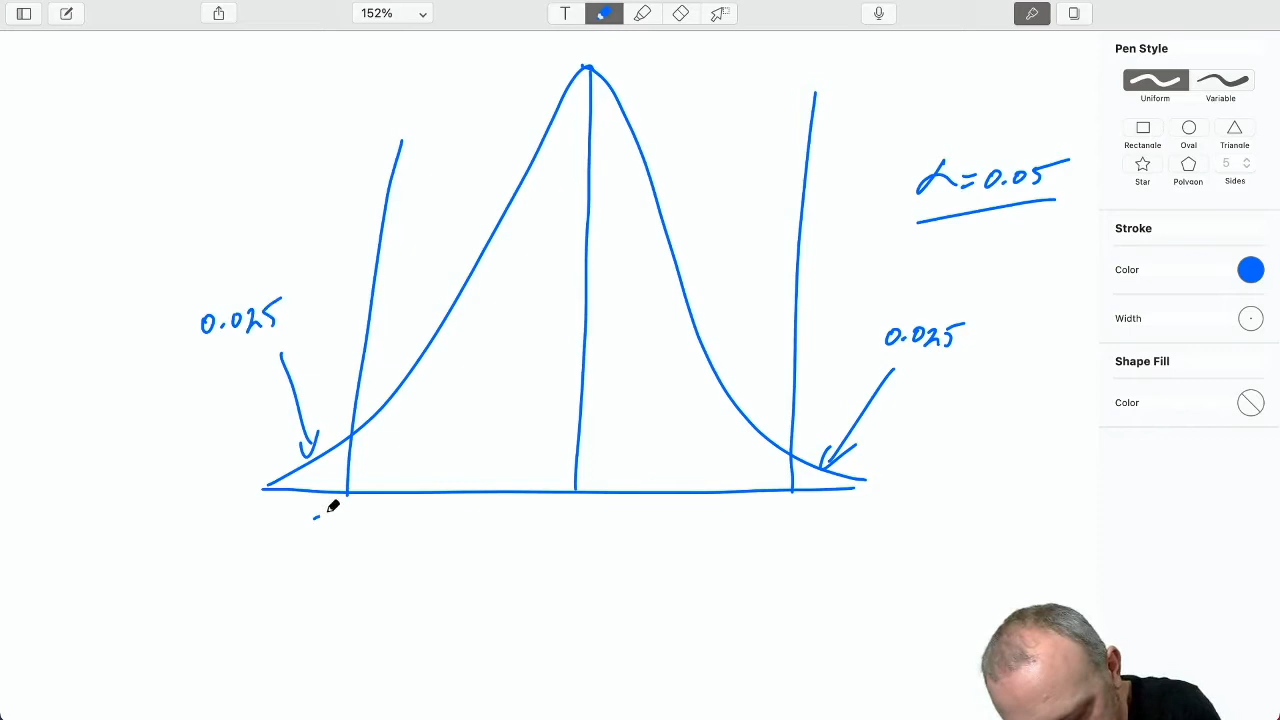 152%
T
Pen Style
Uniform Variable
Rectangle Oval Triangle
Star Polygon 5 Sides
Stroke
Color
Width
Shape Fill
Color
α=0.05
0.025
0.025
-